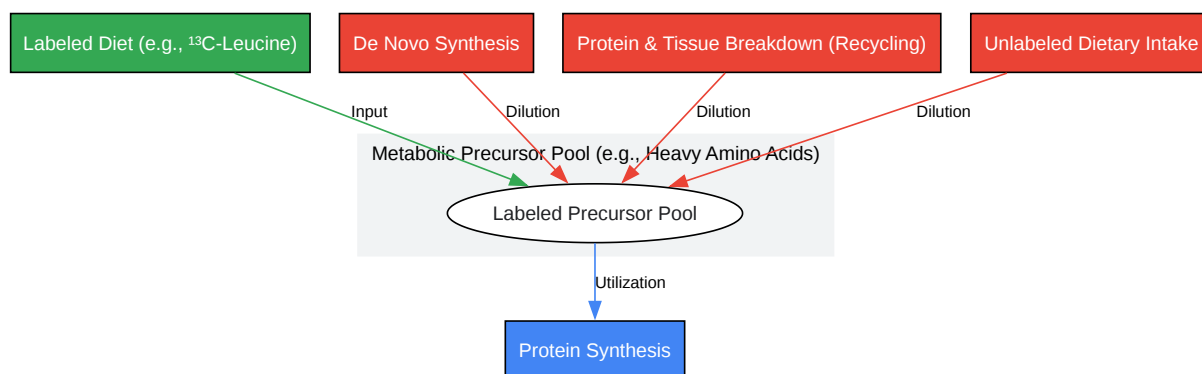 Labeled Diet (e.g., ¹³C-Leucine)
De Novo Synthesis
Protein & Tissue Breakdown (Recycling)
Unlabeled Dietary Intake
Input
Dilution
Dilution
Dilution
Metabolic Precursor Pool (e.g., Heavy Amino Acids)
Labeled Precursor Pool
Utilization
Protein Synthesis